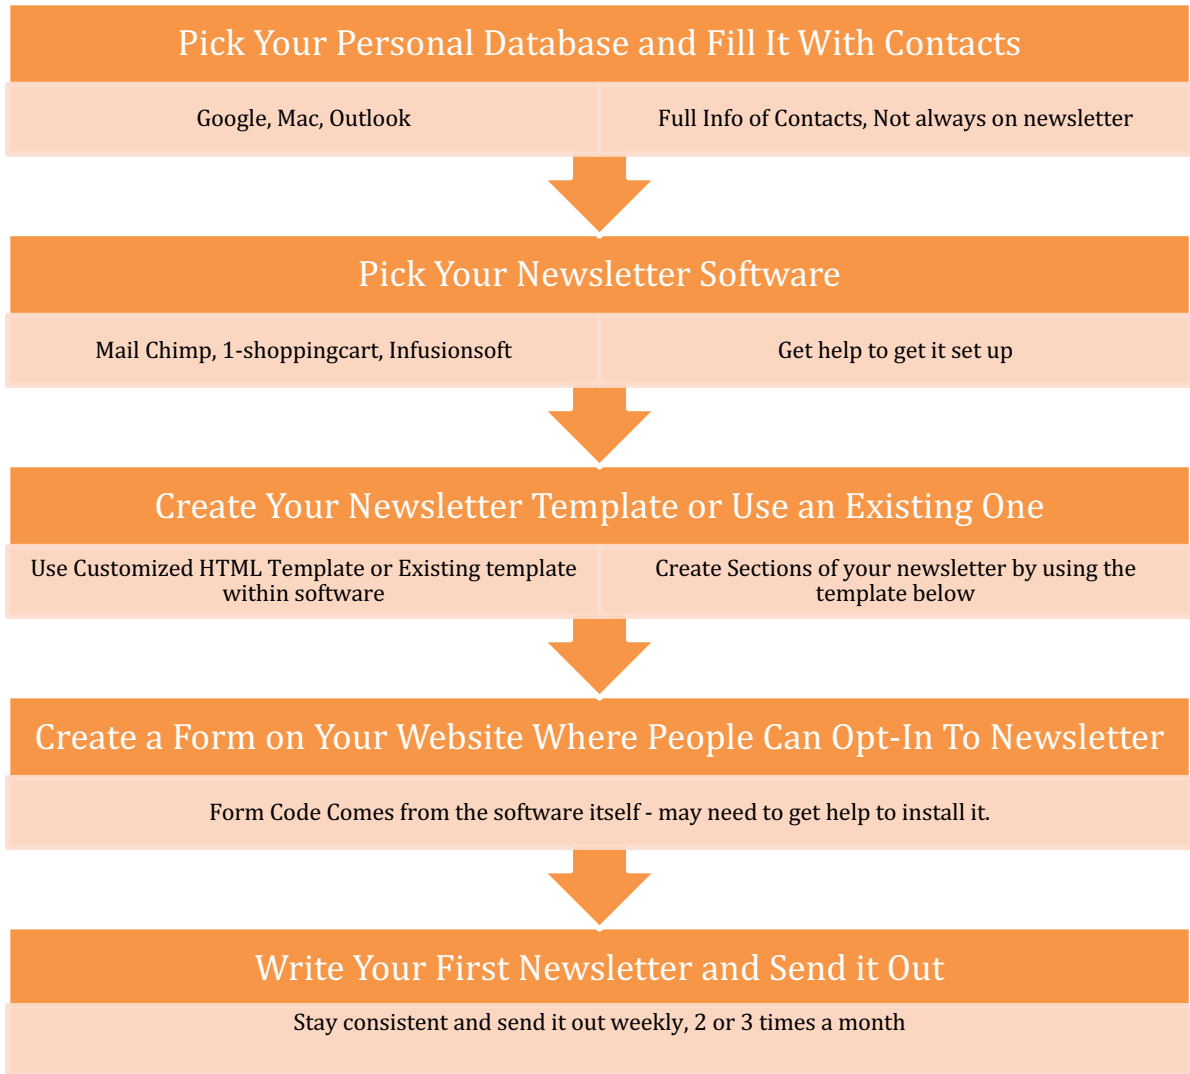 Pick Your Personal Database and Fill It With Contacts
Google, Mac, Outlook
Full Info of Contacts, Not always on newsletter
Pick Your Newsletter Software
Mail Chimp, 1-shoppingcart, Infusionsoft
Get help to get it set up
Create Your Newsletter Template or Use an Existing One
Use Customized HTML Template or Existing template
within software
Create Sections of your newsletter by using the
template below
Create a Form on Your Website Where People Can Opt-In To Newsletter
Form Code Comes from the software itself - may need to get help to install it.
Write Your First Newsletter and Send it Out
Stay consistent and send it out weekly, 2 or 3 times a month